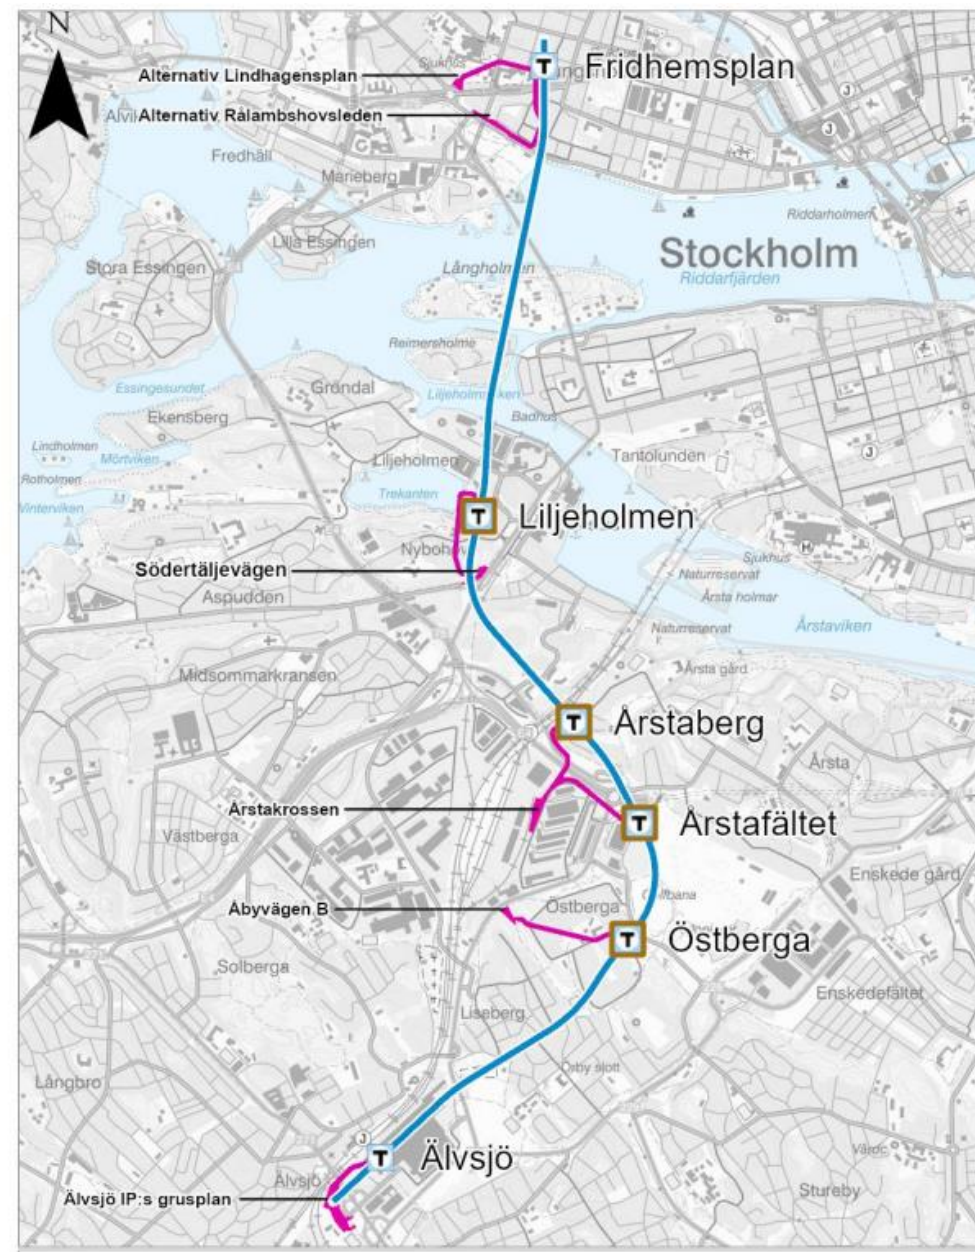 N
Sjukhus
T
Fridhemsplan
Alternativ Lindhagensplan
J
Alternativ Rålambshovsleden
J
Fredhäll
Marieberg
Riddarholmen
Lilla Essingen
Stockholm
Stora Essingen
Långholmen
Riddarfjärden
Reimersholme
Essingesundet
Gröndal
Ekensberg
Badhus
Lindholmen
Liljeholmen
Tantolunden
J
Mörtviken
Rotholmen
Trekanten
Vinterviken
T
Liljeholmen
Nybohov
Sjukhus
H
Södertäljevägen
Naturreservat
Aspudden
Årsta holmar
Årstaviken
Naturreservat
Midsommarkransen
Årsta gård
T
Årstaberg
Årsta
Årstakrossen
T
Årstafältet
Västberga
Enskede gård
Åbyvägen B
Östberga
T
Östberga
Solberga
Enskedefältet
Liseberg
Örby slott
Långbro
J
T
Älvsjö
Älvsjö
Stureby
Älvsjö IP:s grusplan